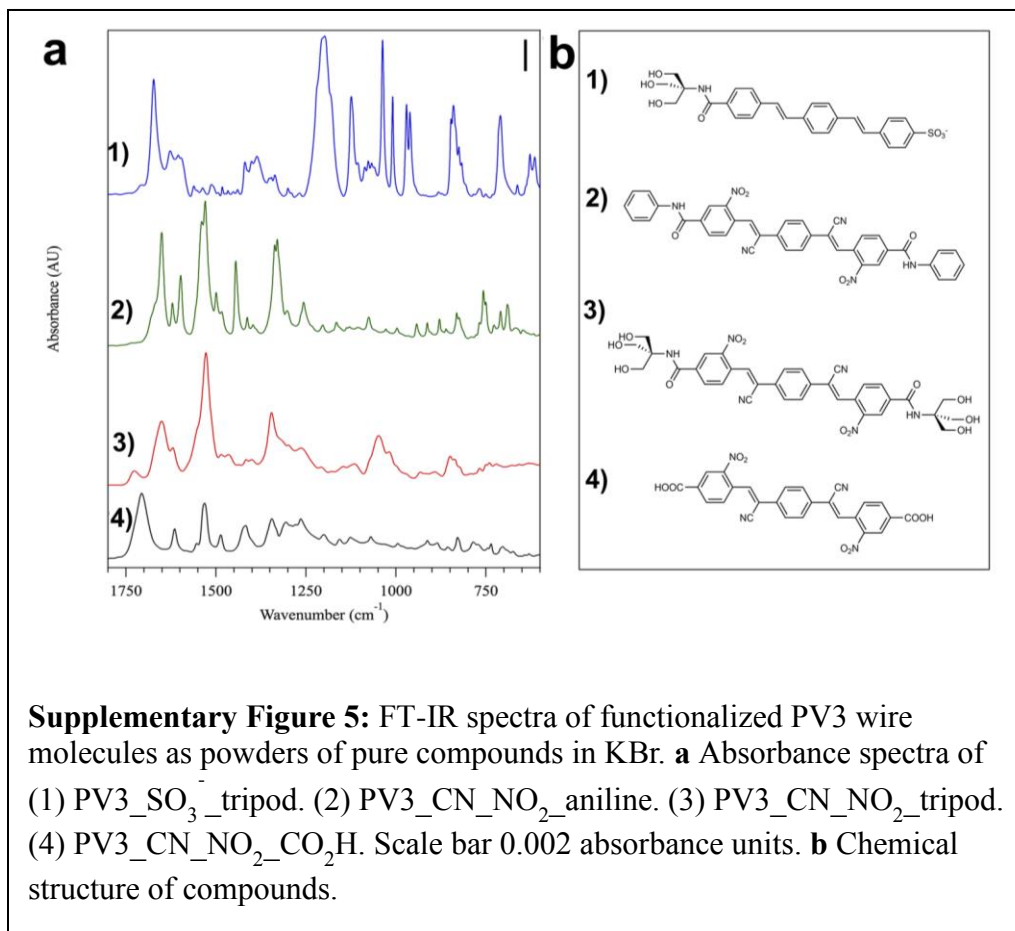 a
b
1)
2)
3)
4)
Absorbance (AU)
1750
1500
1250
1000
750
Wavenumber (cm⁻¹)
1)
HO
HO
NH
HO
O
SO₃⁻
2)
NO₂
NH
O
CN
NC
O
NO₂
HN
3)
HO
HO
NH
HO
O
NO₂
CN
NC
O
OH
HN
OH
NO₂
OH
4)
NO₂
HOOC
CN
NC
COOH
O₂N
Supplementary Figure 5: FT-IR spectra of functionalized PV3 wire
molecules as powders of pure compounds in KBr. a Absorbance spectra of
(1) PV3_SO₃⁻_tripod. (2) PV3_CN_NO₂_aniline. (3) PV3_CN_NO₂_tripod.
(4) PV3_CN_NO₂_CO₂H. Scale bar 0.002 absorbance units. b Chemical
structure of compounds.